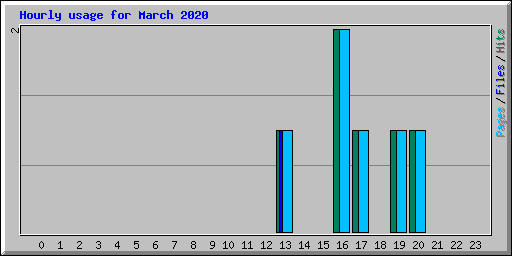 Hourly usage for March 2020
2
Pages / Files / Hits
0 1 2 3 4 5 6 7 8 9 10 11 12 13 14 15 16 17 18 19 20 21 22 23